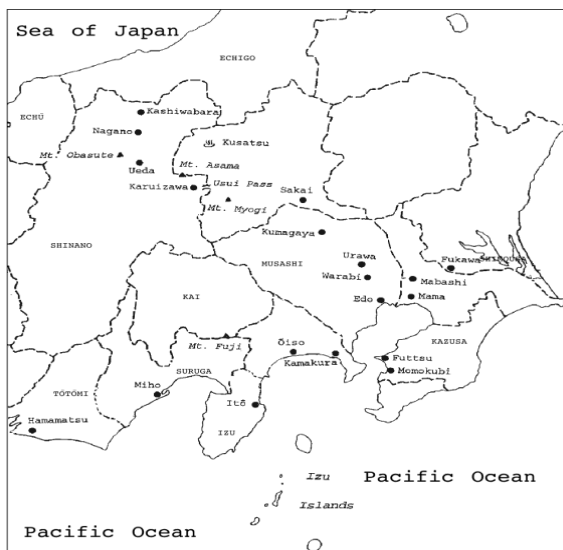 Sea of Japan
ECHIGO
ECHŪ
Kashiwabara
Nagano
Kusatsu
Mt. Obasute
Ueda
Mt. Asama
Karuizawa
Usui Pass
Sakai
Mt. Myogi
Kumagaya
SHINANO
MUSASHI
Urawa
Fukawa
SHIMOUSA
Warabi
Mabashi
KAI
Edo
Mama
Mt. Fuji
Ōiso
KAZUSA
Kamakura
Futtsu
SURUGA
Momokubi
TŌTŌMI
Miho
Itō
Hamamatsu
IZU
Izu
Islands
Pacific Ocean
Pacific Ocean